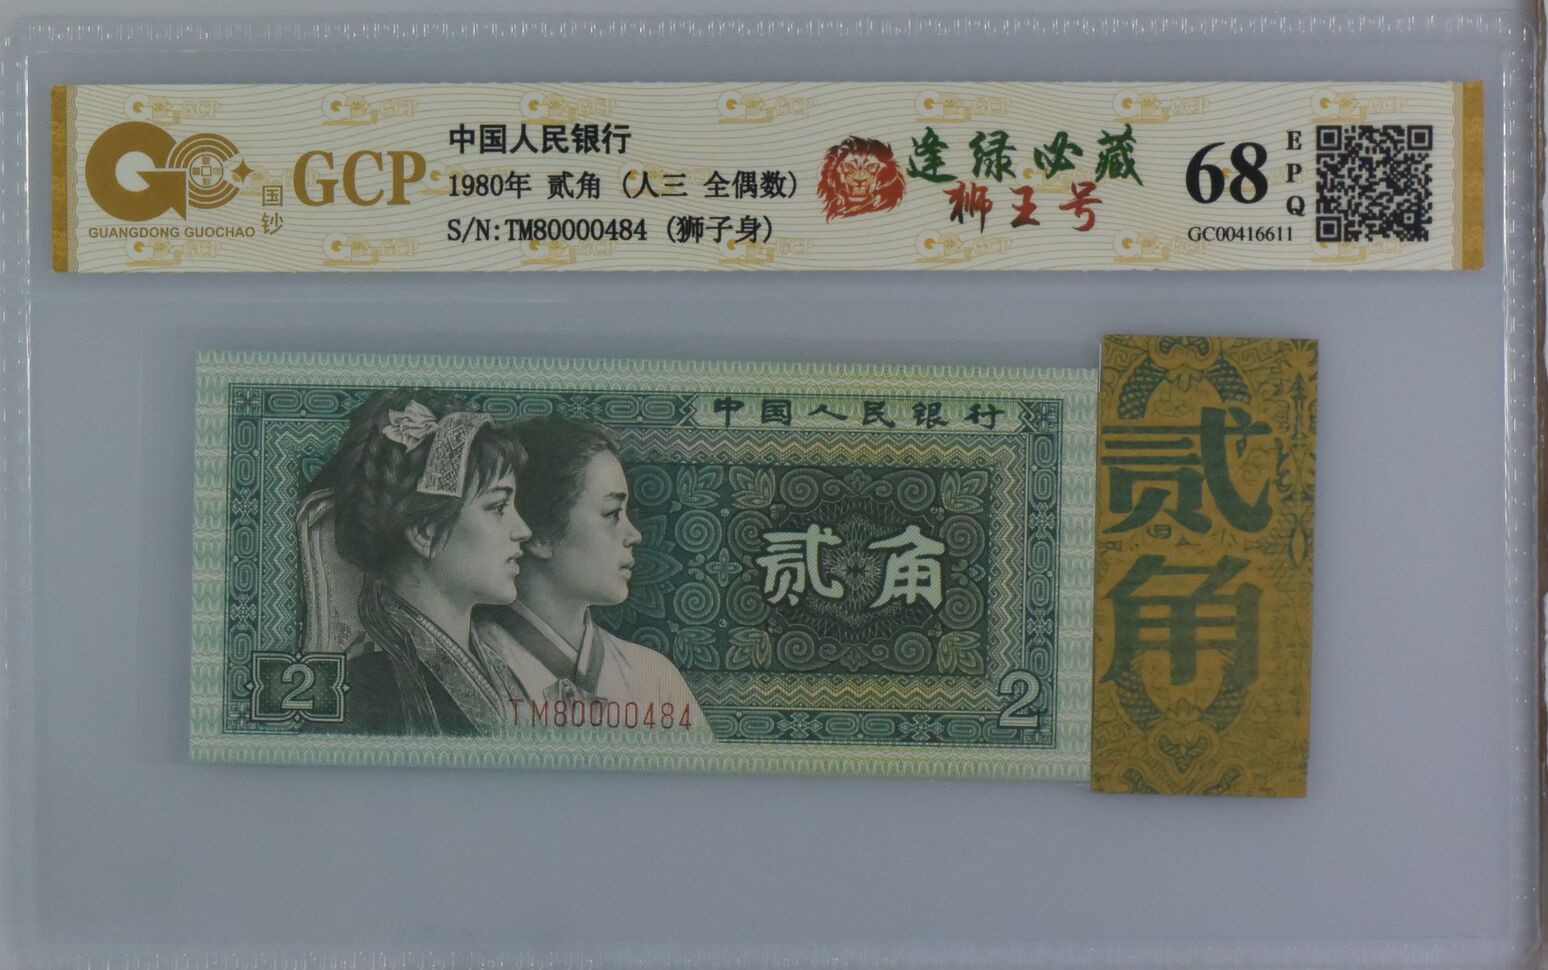 GUANGDONG GUOCHAO
国钞
GCP
中国人民银行
1980年 贰角 (人三 全偶数)
S/N:TM80000484 (狮子身)
逢绿必藏
狮王号
68
EPQ
GC00416611
中国人民银行
贰角
2
TM80000484
2
贰角